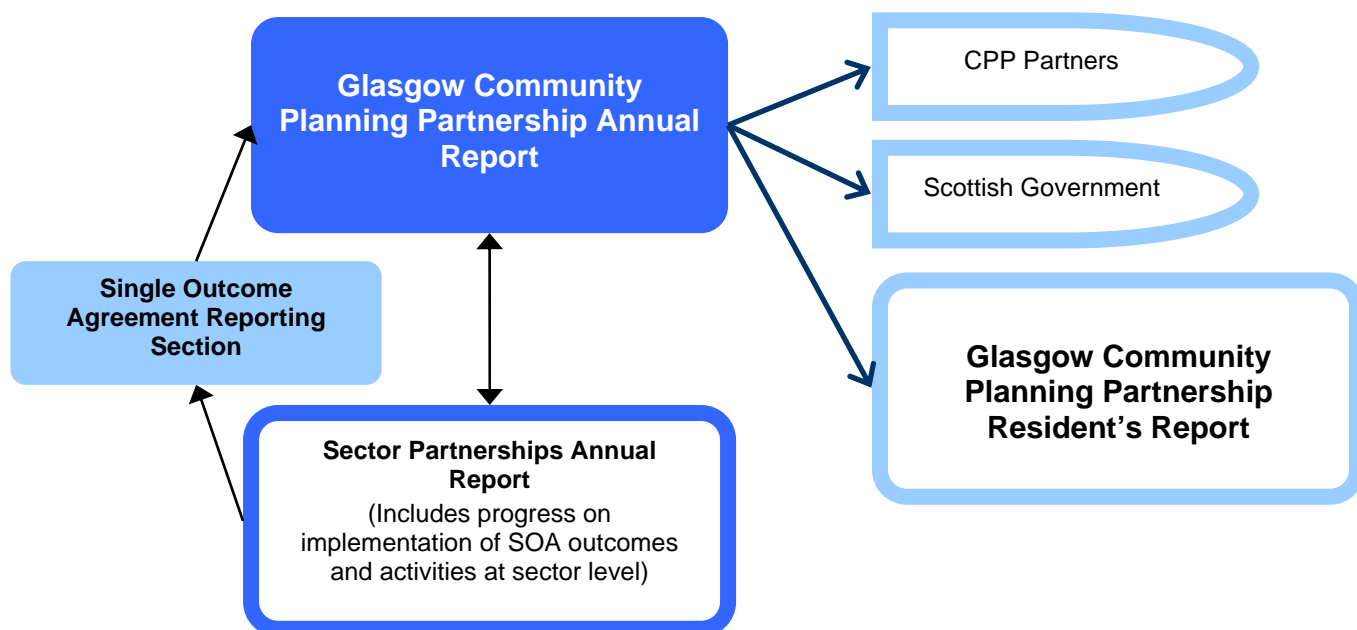 Glasgow Community
Planning Partnership Annual
Report
CPP Partners
Scottish Government
Single Outcome
Agreement Reporting
Section
Glasgow Community
Planning Partnership
Resident’s Report
Sector Partnerships Annual
Report
(Includes progress on
implementation of SOA outcomes
and activities at sector level)